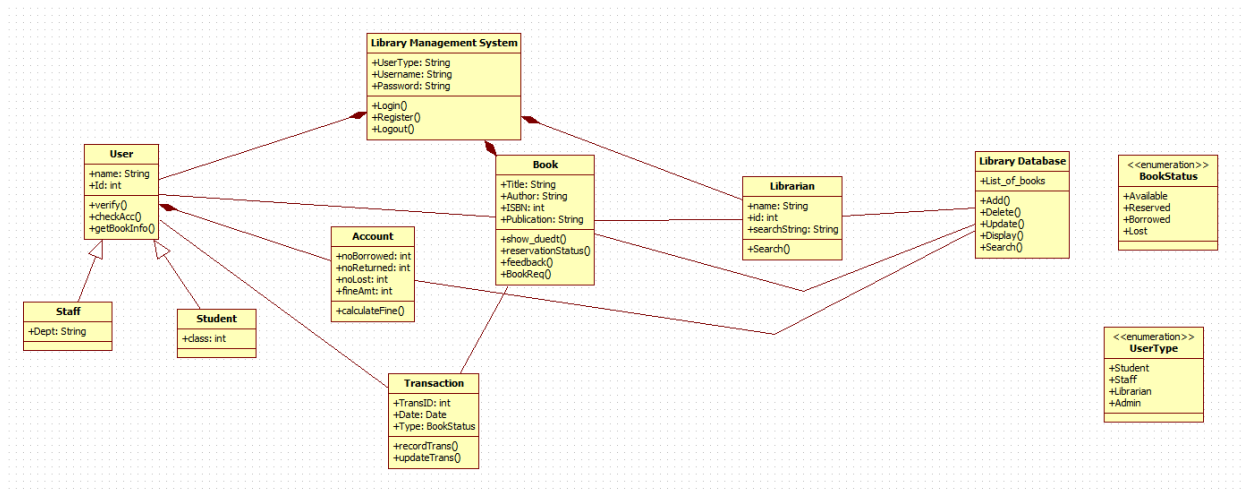 Library Management System
+UserType: String
+Username: String
+Password: String
+Login()
+Register()
+Logout()
User
+name: String
+Id: int
+verify()
+checkAcc()
+getBookInfo()
Staff
+Dept: String
Student
+class: int
Account
+noBorrowed: int
+noReturned: int
+noLost: int
+fineAmt: int
+calculateFine()
Transaction
+TransID: int
+Date: Date
+Type: BookStatus
+recordTrans()
+updateTrans()
Book
+Title: String
+Author: String
+ISBN: int
+Publication: String
+show_duedt()
+reservationStatus()
+feedback()
+BookReq()
Librarian
+name: String
+id: int
+searchString: String
+Search()
Library Database
+List_of_books
+Add()
+Delete()
+Update()
+Display()
+Search()
<<enumeration>>
BookStatus
+Available
+Reserved
+Borrowed
+Lost
<<enumeration>>
UserType
+Student
+Staff
+Librarian
+Admin